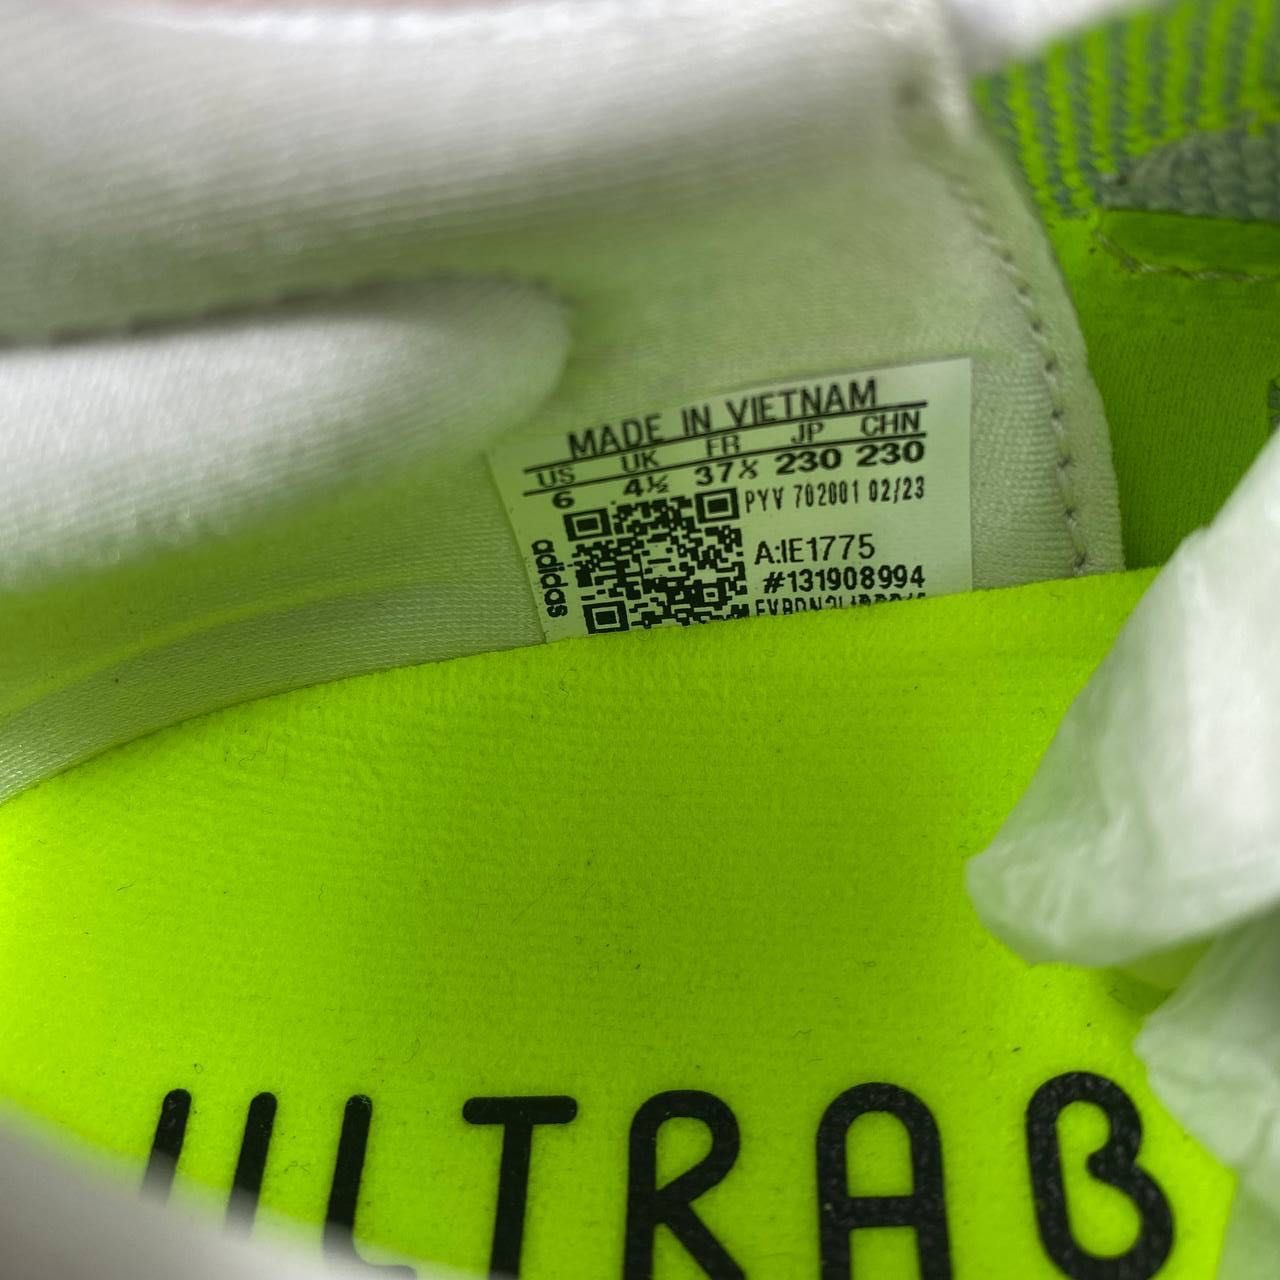 MADE IN VIETNAM
US UK FR JP CHN
6 4½ 37⅓ 230 230
PYV 702001 02/23
A:IE1775
#131908994
adidas
ULTRAB